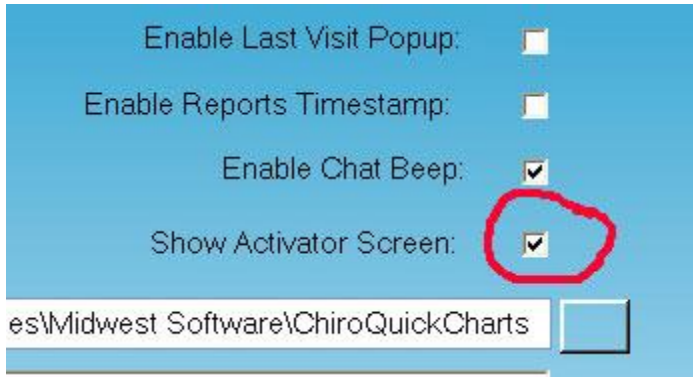 Enable Last Visit Popup:
Enable Reports Timestamp:
Enable Chat Beep:
Show Activator Screen:
es\Midwest Software\ChiroQuickCharts